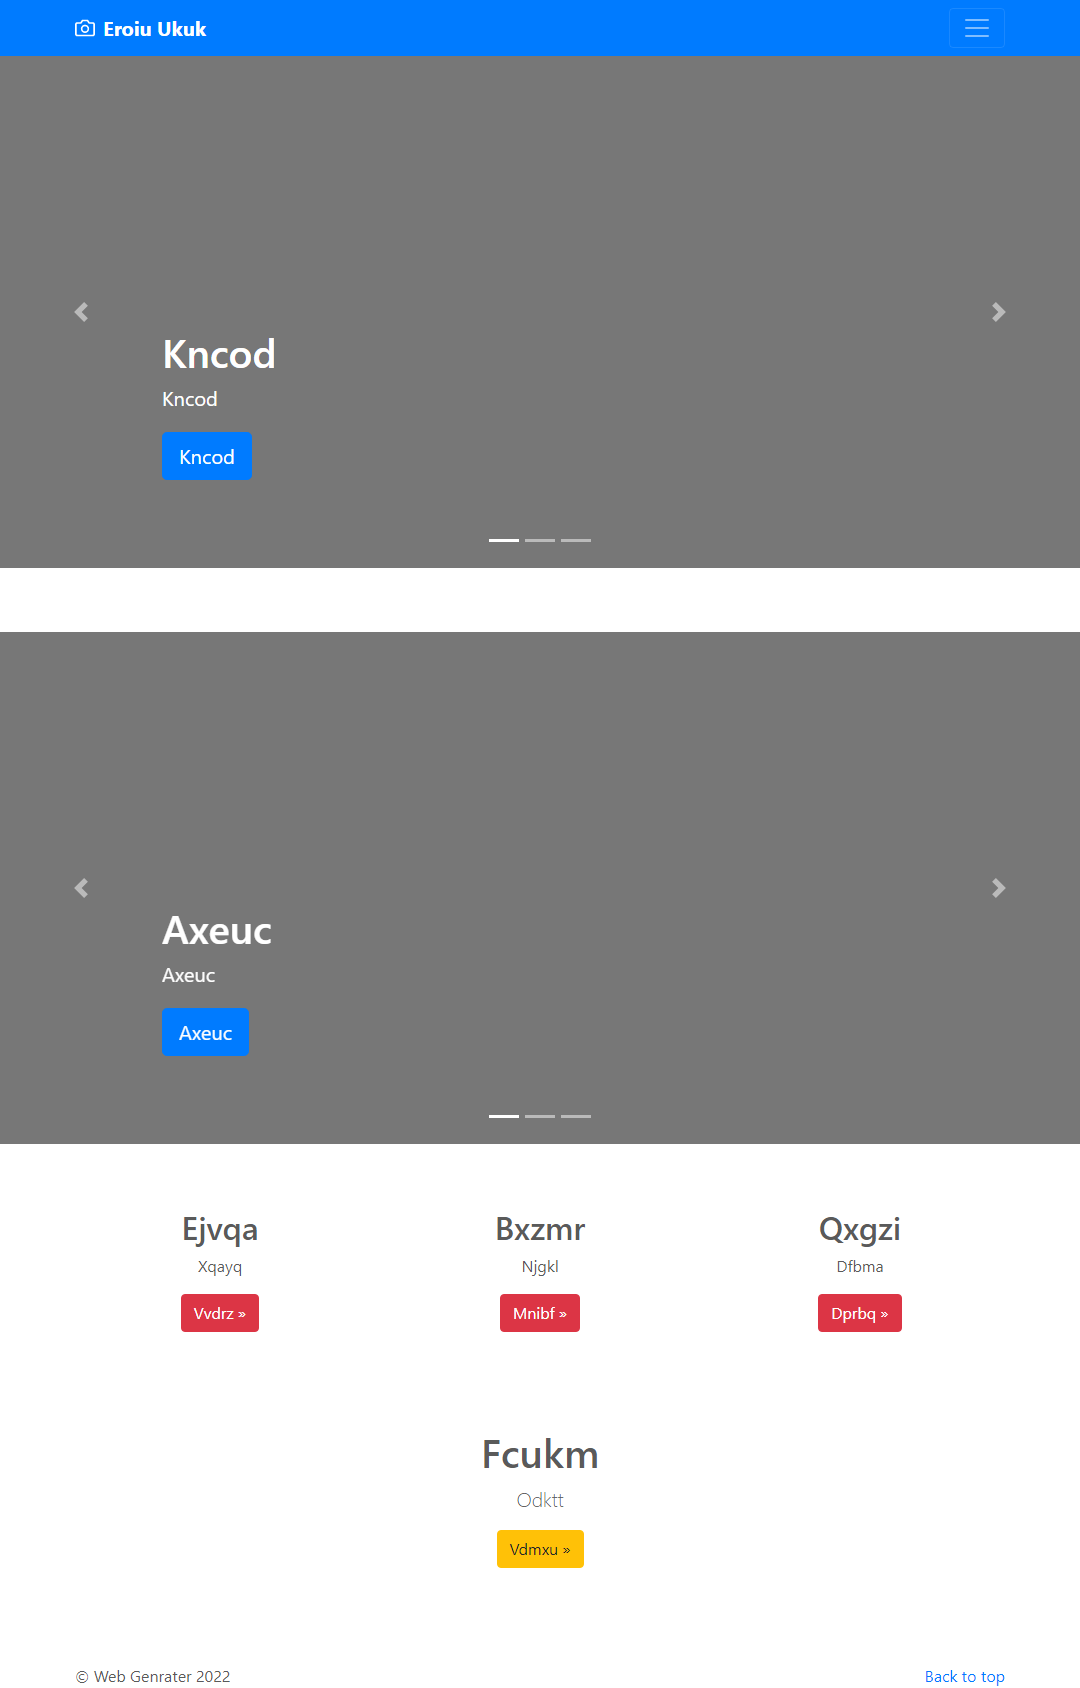 Eroiu Ukuk
Kncod
Kncod
Kncod
Axeuc
Axeuc
Axeuc
Ejvqa
Xqayq
Vvdrz »
Bxzmr
Njgkl
Mnibf »
Qxgzi
Dfbma
Dprbq »
Fcukm
Odktt
Vdmxu »
© Web Genrater 2022
Back to top